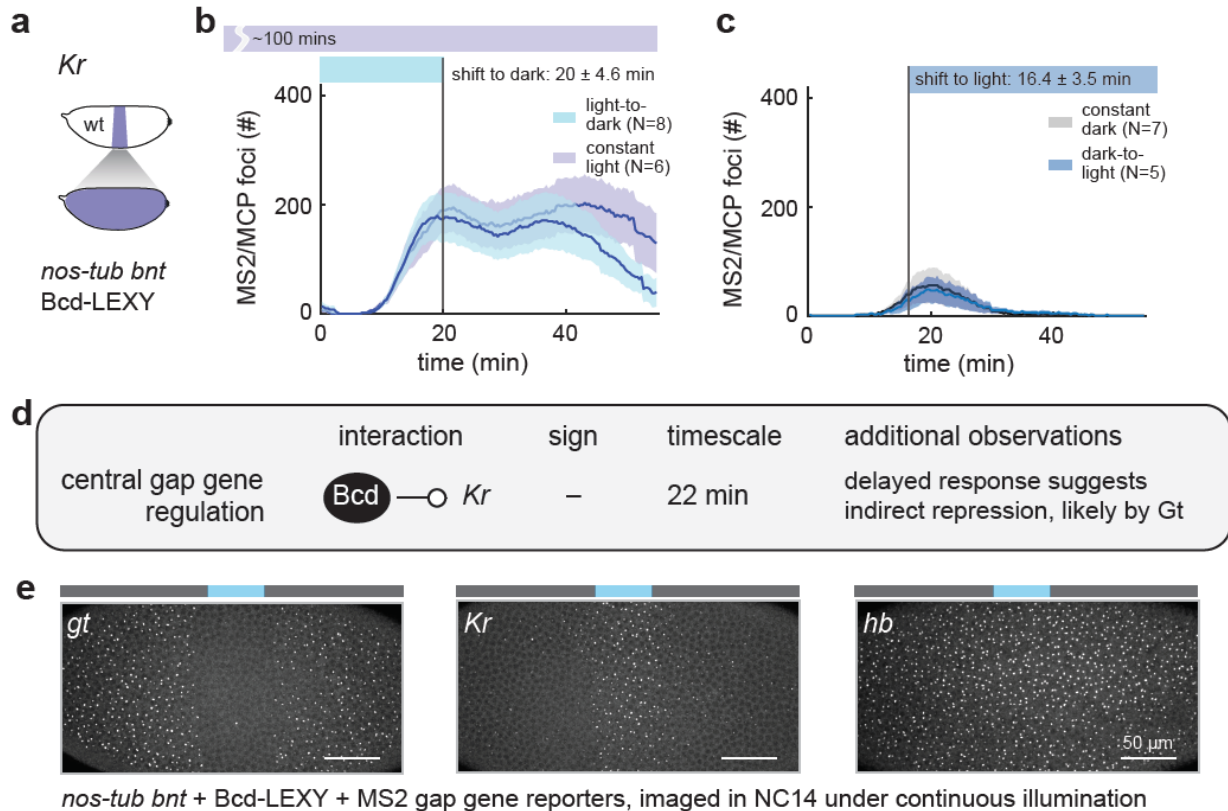 a
Kr
wt
nos-tub bnt
Bcd-LEXY
b
~100 mins
shift to dark: 20 ± 4.6 min
light-to-
dark (N=8)
constant
light (N=6)
MS2/MCP foci (#)
400
200
0
0
20
40
time (min)
c
shift to light: 16.4 ± 3.5 min
constant
dark (N=7)
dark-to-
light (N=5)
MS2/MCP foci (#)
400
200
0
0
20
40
time (min)
d
interaction sign timescale additional observations
central gap gene
regulation
Bcd Kr – 22 min
delayed response suggests
indirect repression, likely by Gt
e
gt
Kr
hb
50 µm
nos-tub bnt + Bcd-LEXY + MS2 gap gene reporters, imaged in NC14 under continuous illumination